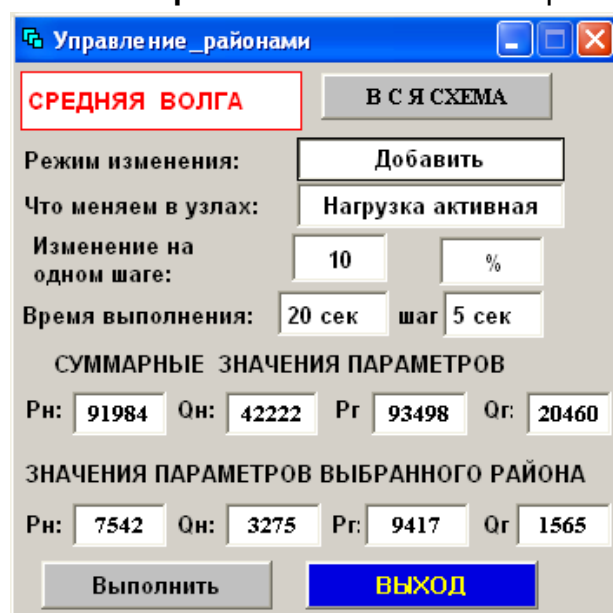 Управление_районами
СРЕДНЯЯ ВОЛГА В С Я СХЕМА
Режим изменения: Добавить
Что меняем в узлах: Нагрузка активная
Изменение на
одном шаге: 10 %
Время выполнения: 20 сек шаг 5 сек
СУММАРНЫЕ ЗНАЧЕНИЯ ПАРАМЕТРОВ
Рн: 91984 Qн: 42222 Рг 93498 Qг: 20460
ЗНАЧЕНИЯ ПАРАМЕТРОВ ВЫБРАННОГО РАЙОНА
Рн: 7542 Qн: 3275 Рг: 9417 Qг 1565
Выполнить ВЫХОД